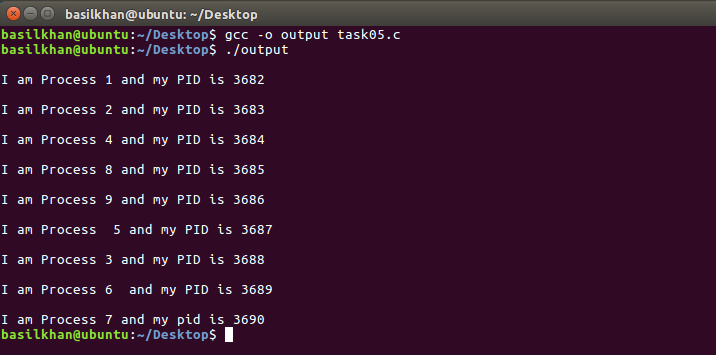 basilkhan@ubuntu: ~/Desktop
basilkhan@ubuntu:~/Desktop$ gcc -o output task05.c
basilkhan@ubuntu:~/Desktop$ ./output
I am Process 1 and my PID is 3682
I am Process 2 and my PID is 3683
I am Process 4 and my PID is 3684
I am Process 8 and my PID is 3685
I am Process 9 and my PID is 3686
I am Process  5 and my PID is 3687
I am Process 3 and my PID is 3688
I am Process 6  and my PID is 3689
I am Process 7 and my pid is 3690
basilkhan@ubuntu:~/Desktop$